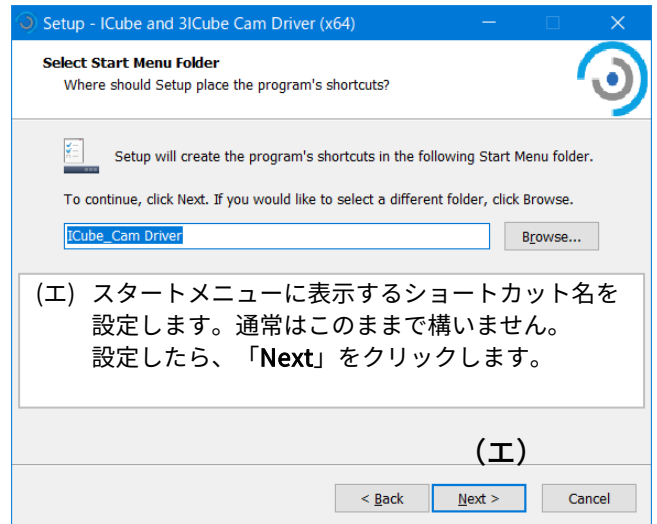 Setup - ICube and 3ICube Cam Driver (x64)
Select Start Menu Folder
Where should Setup place the program's shortcuts?
Setup will create the program's shortcuts in the following Start Menu folder.
To continue, click Next. If you would like to select a different folder, click Browse.
ICube_Cam Driver
Browse...
(エ) スタートメニューに表示するショートカット名を
設定します。通常はこのままで構いません。
設定したら、「Next」をクリックします。
(エ)
< Back
Next >
Cancel